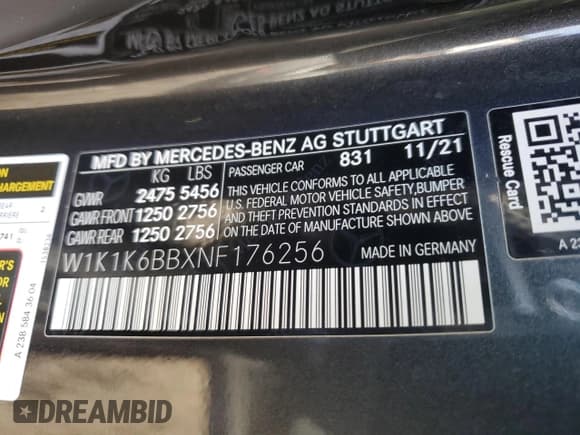 MFD BY MERCEDES-BENZ AG STUTTGART
KG LBS
PASSENGER CAR 831 11/21
GVWR 2475 5456
GAWR FRONT 1250 2756
GAWR REAR 1250 2756
THIS VEHICLE CONFORMS TO ALL APPLICABLE
U.S. FEDERAL MOTOR VEHICLE SAFETY,BUMPER
AND THEFT PREVENTION STANDARDS IN EFFECT
ON THE DATE OF MANUFACTURE SHOWN ABOVE.
W1K1K6BBXNF176256
MADE IN GERMANY
Rescue Card
A 238 584 36 04
DREAMBID
DREAMBID.COM